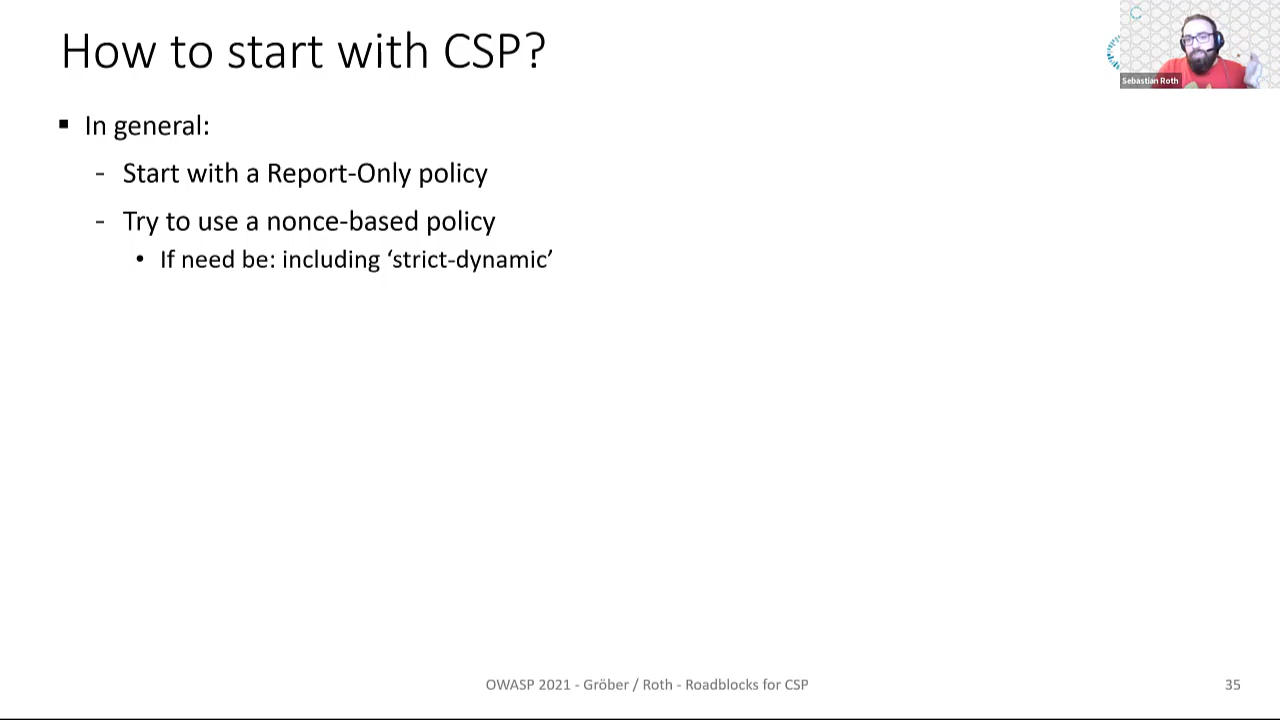 How to start with CSP?
Sebastian Roth
▪ In general:
- Start with a Report-Only policy
- Try to use a nonce-based policy
• If need be: including ‘strict-dynamic’
OWASP 2021 - Gröber / Roth - Roadblocks for CSP
35